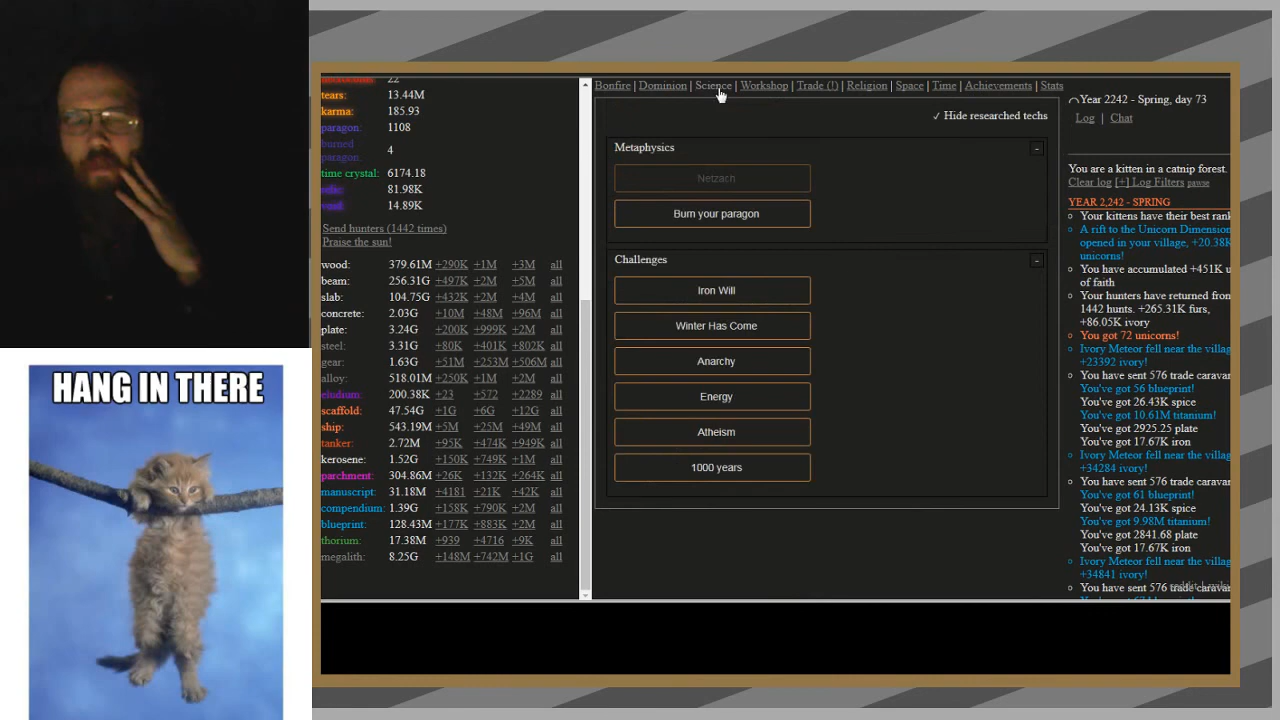 HANG IN THERE
22
tears: 13.44M
karma: 185.93
paragon: 1108
burned paragon: 4
time crystal: 6174.18
relic: 81.98K
void: 14.89K
Send hunters (1442 times)
Praise the sun!
wood: 379.61M +290K +1M +3M all
beam: 256.31G +497K +2M +5M all
slab: 104.75G +432K +2M +4M all
concrete: 2.03G +10M +48M +96M all
plate: 3.24G +200K +999K +2M all
steel: 3.31G +80K +401K +802K all
gear: 1.63G +51M +253M +506M all
alloy: 518.01M +250K +1M +2M all
eludium: 200.38K +23 +572 +2289 all
scaffold: 47.54G +1G +6G +12G all
ship: 543.19M +5M +25M +49M all
tanker: 2.72M +95K +474K +949K all
kerosene: 1.52G +150K +749K +1M all
parchment: 304.86M +26K +132K +264K all
manuscript: 31.18M +4181 +21K +42K all
compendium: 1.39G +158K +790K +2M all
blueprint: 128.43M +177K +883K +2M all
thorium: 17.38M +939 +4716 +9K all
megalith: 8.25G +148M +742M +1G all
Bonfire | Dominion | Science | Workshop | Trade (!) | Religion | Space | Time | Achievements | Stats
✓ Hide researched techs
Metaphysics -
Netzach
Burn your paragon
Challenges -
Iron Will
Winter Has Come
Anarchy
Energy
Atheism
1000 years
Year 2242 - Spring, day 73
Log | Chat
You are a kitten in a catnip forest.
Clear log [+] Log Filters pawse
YEAR 2,242 - SPRING
Your kittens have their best rank
A rift to the Unicorn Dimension
opened in your village, +20.38K
unicorns!
You have accumulated +451K u
of faith
Your hunters have returned from
1442 hunts. +265.31K furs,
+86.05K ivory
You got 72 unicorns!
Ivory Meteor fell near the villag
+23392 ivory!
You have sent 576 trade caravan
You've got 56 blueprint!
You've got 26.43K spice
You've got 10.61M titanium!
You've got 2925.25 plate
You've got 17.67K iron
Ivory Meteor fell near the villag
+34284 ivory!
You have sent 576 trade caravan
You've got 61 blueprint!
You've got 24.13K spice
You've got 9.98M titanium!
You've got 2841.68 plate
You've got 17.67K iron
Ivory Meteor fell near the villag
+34841 ivory!
You have sent 576 trade caravan